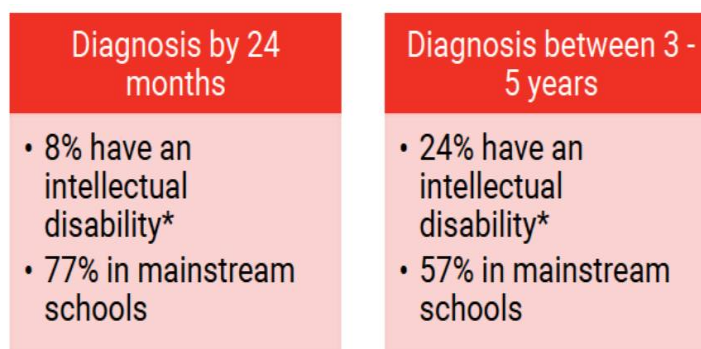 Diagnosis by 24
months
• 8% have an
intellectual
disability*
• 77% in mainstream
schools
Diagnosis between 3 -
5 years
• 24% have an
intellectual
disability*
• 57% in mainstream
schools